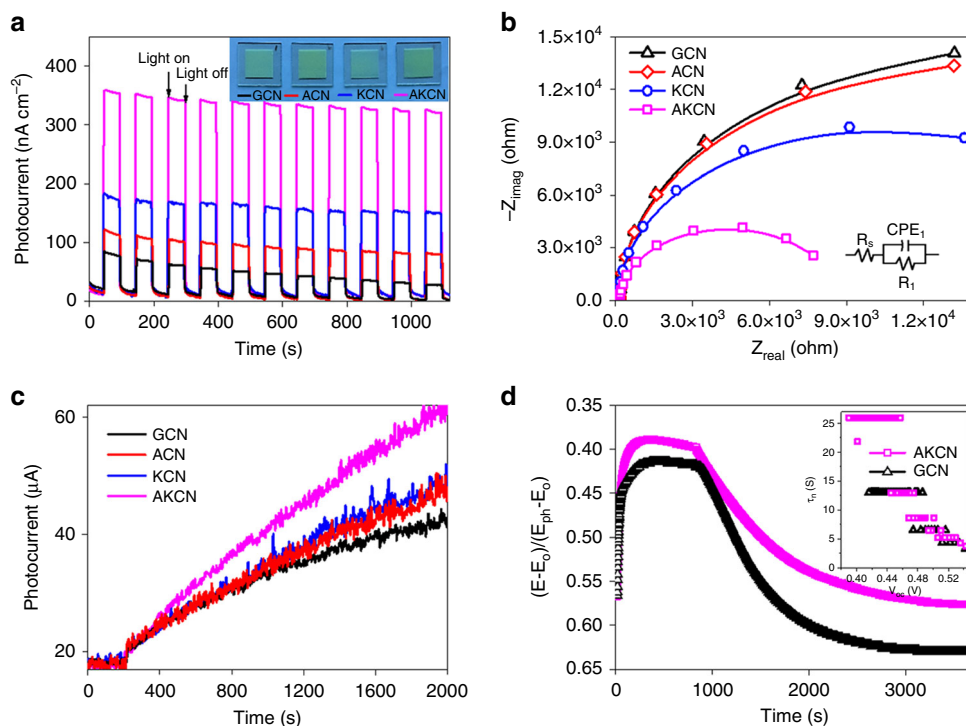 a
Photocurrent (nA cm⁻²)
400
300
200
100
0
Light on
Light off
GCN ACN KCN AKCN
0 200 400 600 800 1000
Time (s)
b
–Z_imag (ohm)
1.5×10⁴
1.2×10⁴
9.0×10³
6.0×10³
3.0×10³
0.0
GCN
ACN
KCN
AKCN
R_s
CPE₁
R₁
0.0 3.0×10³ 6.0×10³ 9.0×10³ 1.2×10⁴
Z_real (ohm)
c
Photocurrent (μA)
60
40
20
GCN
ACN
KCN
AKCN
0 400 800 1200 1600 2000
Time (s)
d
(E-E_o)/(E_ph-E_o)
0.35
0.40
0.45
0.50
0.55
0.60
0.65
τ_n (S)
25
20
15
10
5
0
AKCN
GCN
0.40 0.44 0.48 0.52
V_oc (V)
0 1000 2000 3000
Time (s)